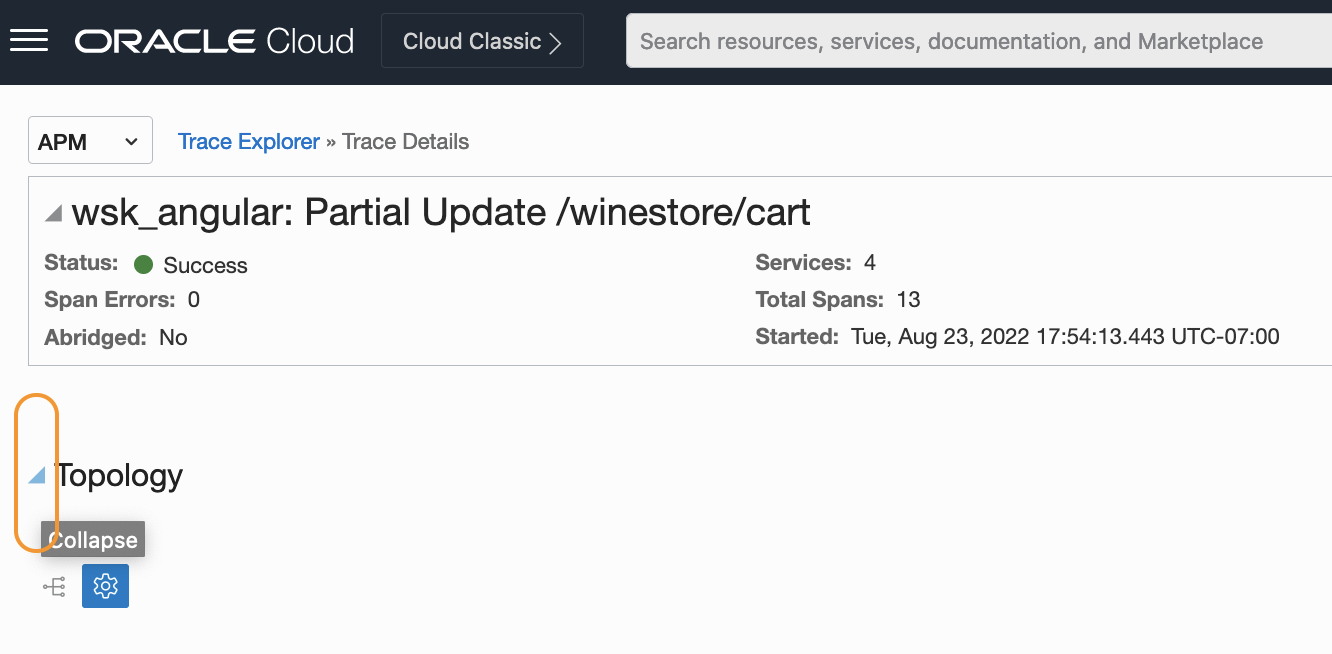 ORACLE Cloud
Cloud Classic
Search resources, services, documentation, and Marketplace
APM
Trace Explorer » Trace Details
wsk_angular: Partial Update /winestore/cart
Status: Success
Services: 4
Span Errors: 0
Total Spans: 13
Abridged: No
Started: Tue, Aug 23, 2022 17:54:13.443 UTC-07:00
Topology
Collapse